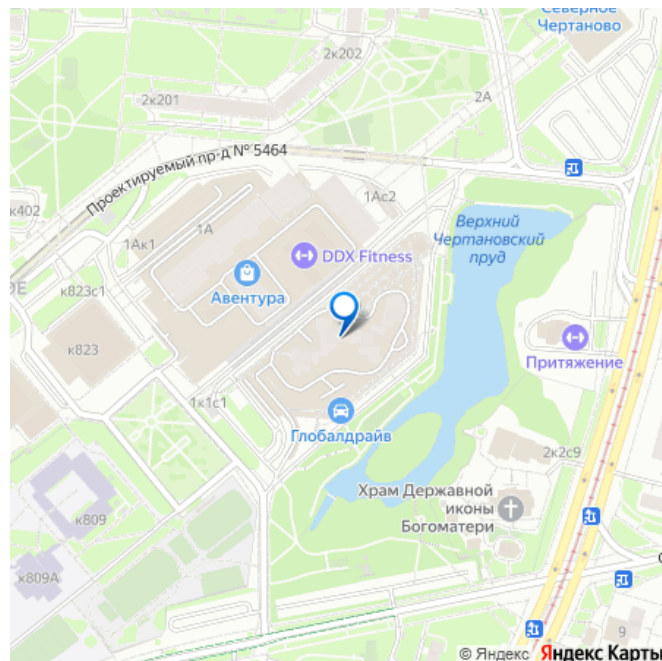 Северное
Чертаново
2к202
2к201
2А
Проектируемый пр-д № 5464
к402
1Ас2
1Ак1
1А
Верхний
Чертановский
пруд
DDX Fitness
Авентура
к823с1
к823
Притяжение
1к1с1
Глобалдрайв
2к2с9
Храм Державной
иконы
Богоматери
к809
к809А
9
© Яндекс Яндекс Карты